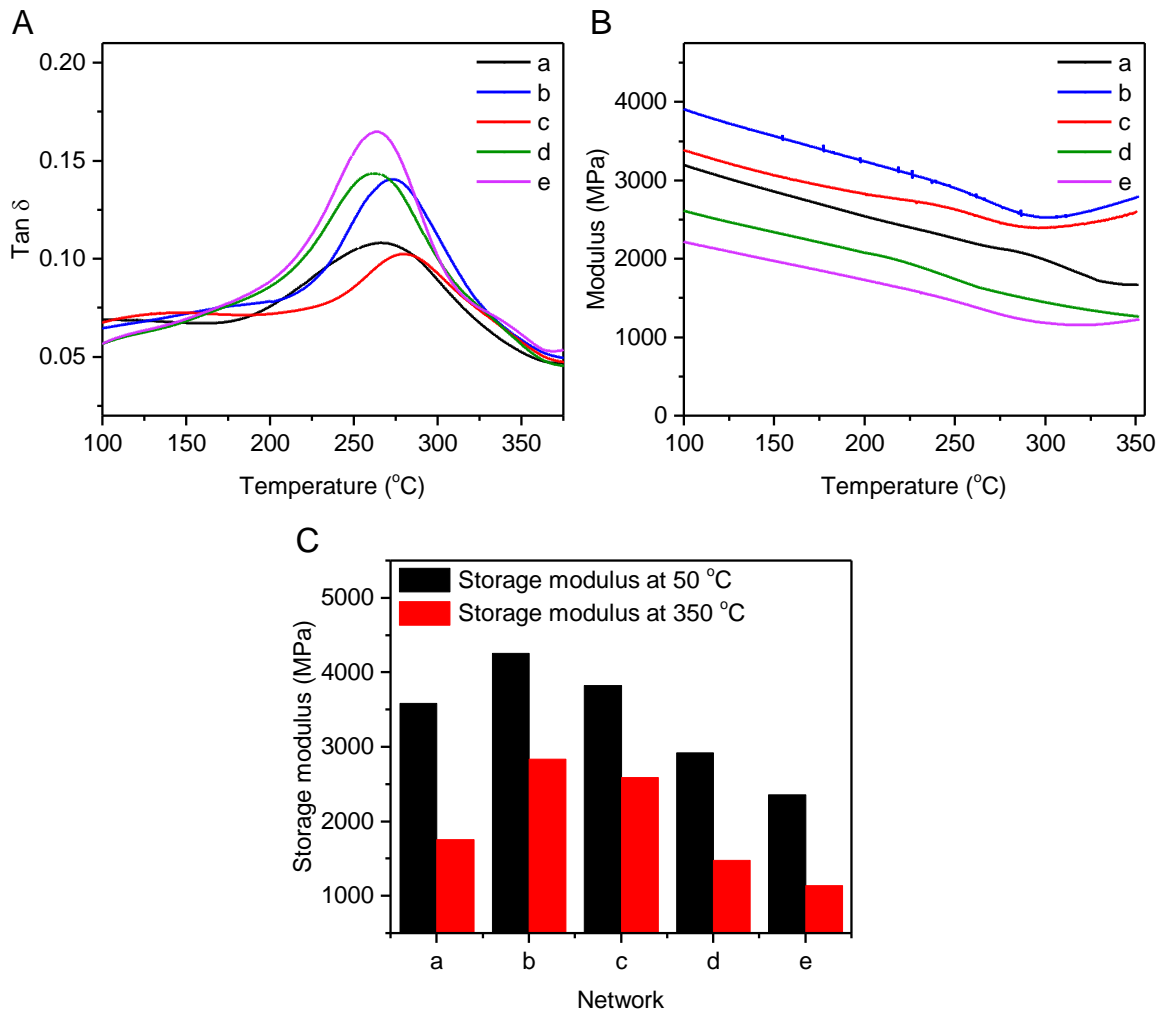 A
0.20
0.15
0.10
0.05
Tan δ
100 150 200 250 300 350
Temperature (°C)
a
b
c
d
e
B
4000
3000
2000
1000
0
Modulus (MPa)
100 150 200 250 300 350
Temperature (°C)
a
b
c
d
e
C
Storage modulus at 50 °C
Storage modulus at 350 °C
5000
4000
3000
2000
1000
Storage modulus (MPa)
a b c d e
Network